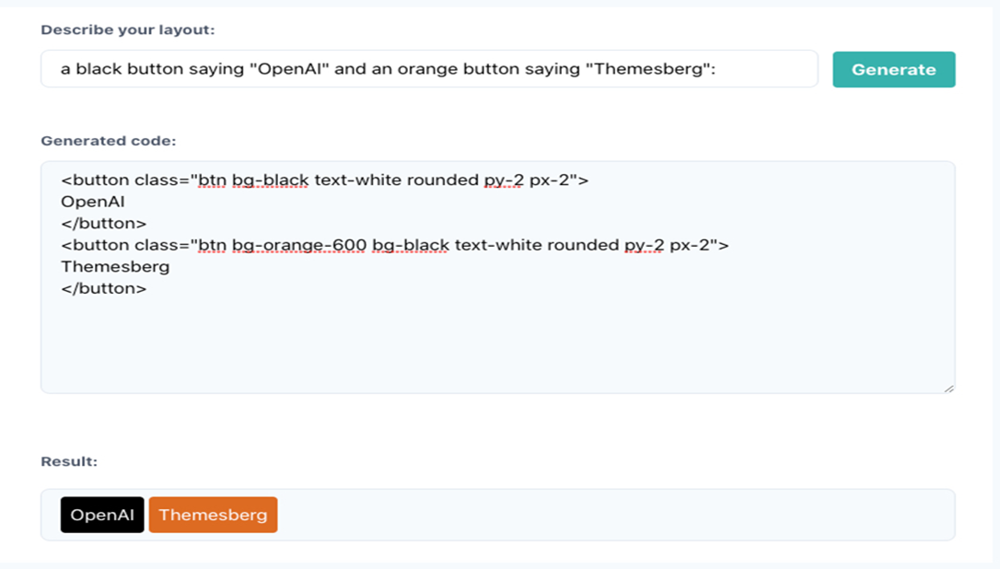 Describe your layout:
a black button saying "OpenAI" and an orange button saying "Themesberg":
Generate
Generated code:
<button class="btn bg-black text-white rounded py-2 px-2">
OpenAI
</button>
<button class="btn bg-orange-600 bg-black text-white rounded py-2 px-2">
Themesberg
</button>
Result:
OpenAI Themesberg